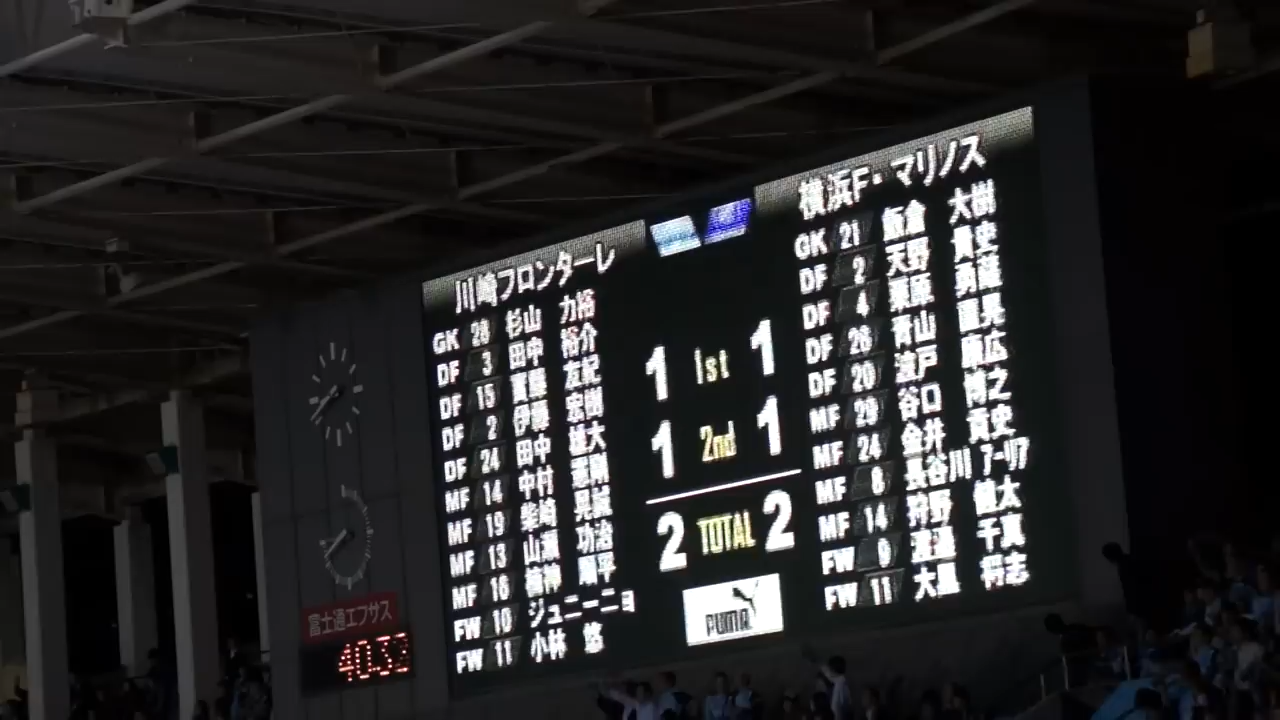 川崎フロンターレ
GK 28 杉山 力裕
DF 3 田中 裕介
DF 15 實藤 友紀
DF 2 伊藤 宏樹
DF 24 田中 雄大
MF 14 中村 憲剛
MF 19 柴崎 晃誠
MF 13 山瀬 功治
MF 16 楠神 順平
FW 10 ジュニーニョ
FW 11 小林 悠
1 1st 1
1 2nd 1
2 TOTAL 2
PUMA
横浜F・マリノス
GK 21 飯倉 大樹
DF 2 天野 貴史
DF 4 栗原 勇蔵
DF 26 青山 直晃
DF 20 波戸 康広
MF 29 谷口 博之
MF 24 金井 貢史
MF 8 長谷川 アーリア
MF 14 狩野 健太
FW 9 渡邉 千真
FW 11 大黒 将志
富士通エフサス
40:32